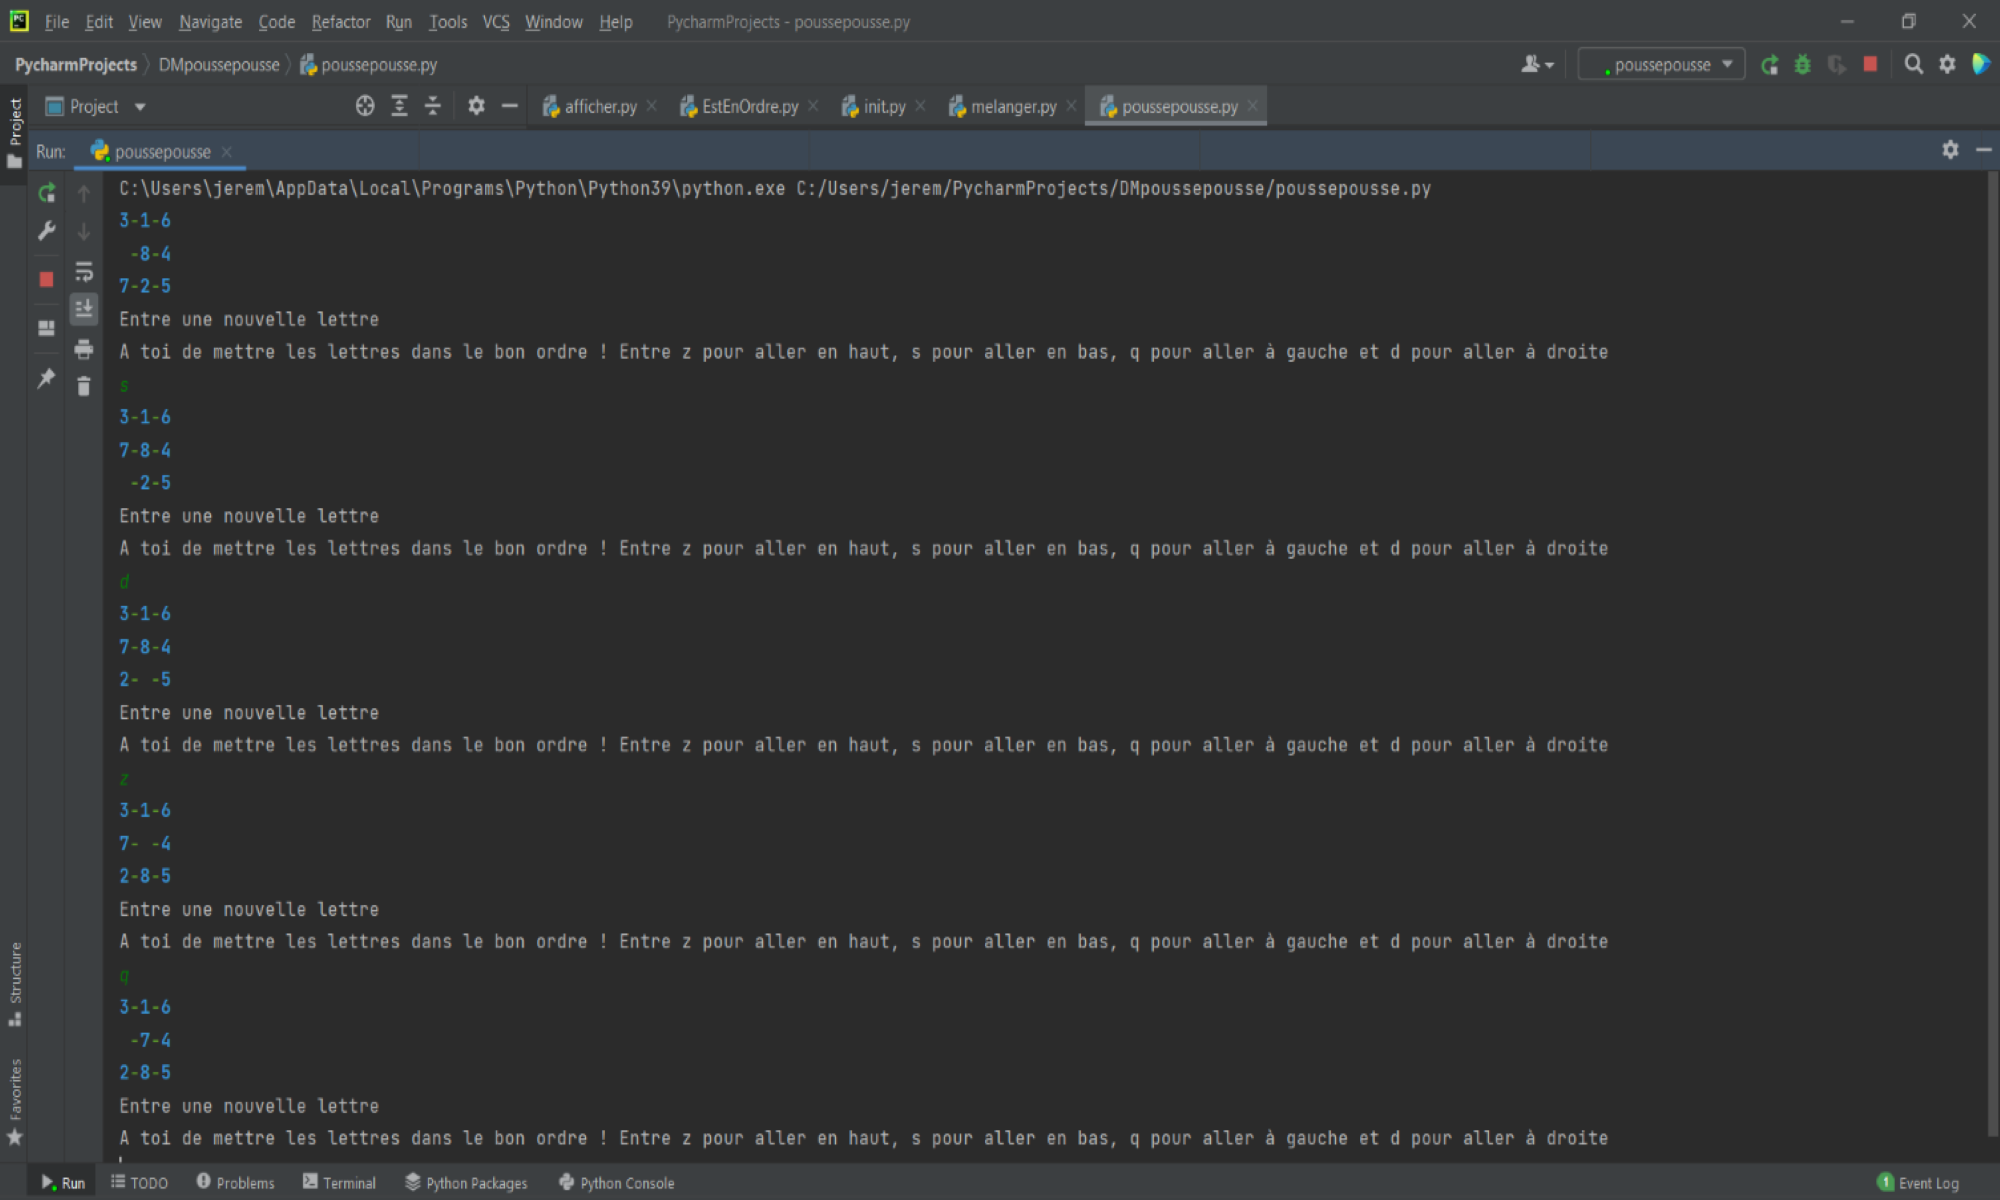 PC File Edit View Navigate Code Refactor Run Tools VCS Window Help PycharmProjects - poussepousse.py
PycharmProjects DMpoussepousse poussepousse.py poussepousse
Project
Project afficher.py EstEnOrdre.py init.py melanger.py poussepousse.py
Run: poussepousse
C:\Users\jerem\AppData\Local\Programs\Python\Python39\python.exe C:/Users/jerem/PycharmProjects/DMpoussepousse/poussepousse.py
3-1-6
 -8-4
7-2-5
Entre une nouvelle lettre
A toi de mettre les lettres dans le bon ordre ! Entre z pour aller en haut, s pour aller en bas, q pour aller à gauche et d pour aller à droite
s
3-1-6
7-8-4
 -2-5
Entre une nouvelle lettre
A toi de mettre les lettres dans le bon ordre ! Entre z pour aller en haut, s pour aller en bas, q pour aller à gauche et d pour aller à droite
d
3-1-6
7-8-4
2- -5
Entre une nouvelle lettre
A toi de mettre les lettres dans le bon ordre ! Entre z pour aller en haut, s pour aller en bas, q pour aller à gauche et d pour aller à droite
z
3-1-6
7- -4
2-8-5
Entre une nouvelle lettre
A toi de mettre les lettres dans le bon ordre ! Entre z pour aller en haut, s pour aller en bas, q pour aller à gauche et d pour aller à droite
q
3-1-6
 -7-4
2-8-5
Entre une nouvelle lettre
A toi de mettre les lettres dans le bon ordre ! Entre z pour aller en haut, s pour aller en bas, q pour aller à gauche et d pour aller à droite
Structure
Favorites
Run TODO Problems Terminal Python Packages Python Console 1 Event Log